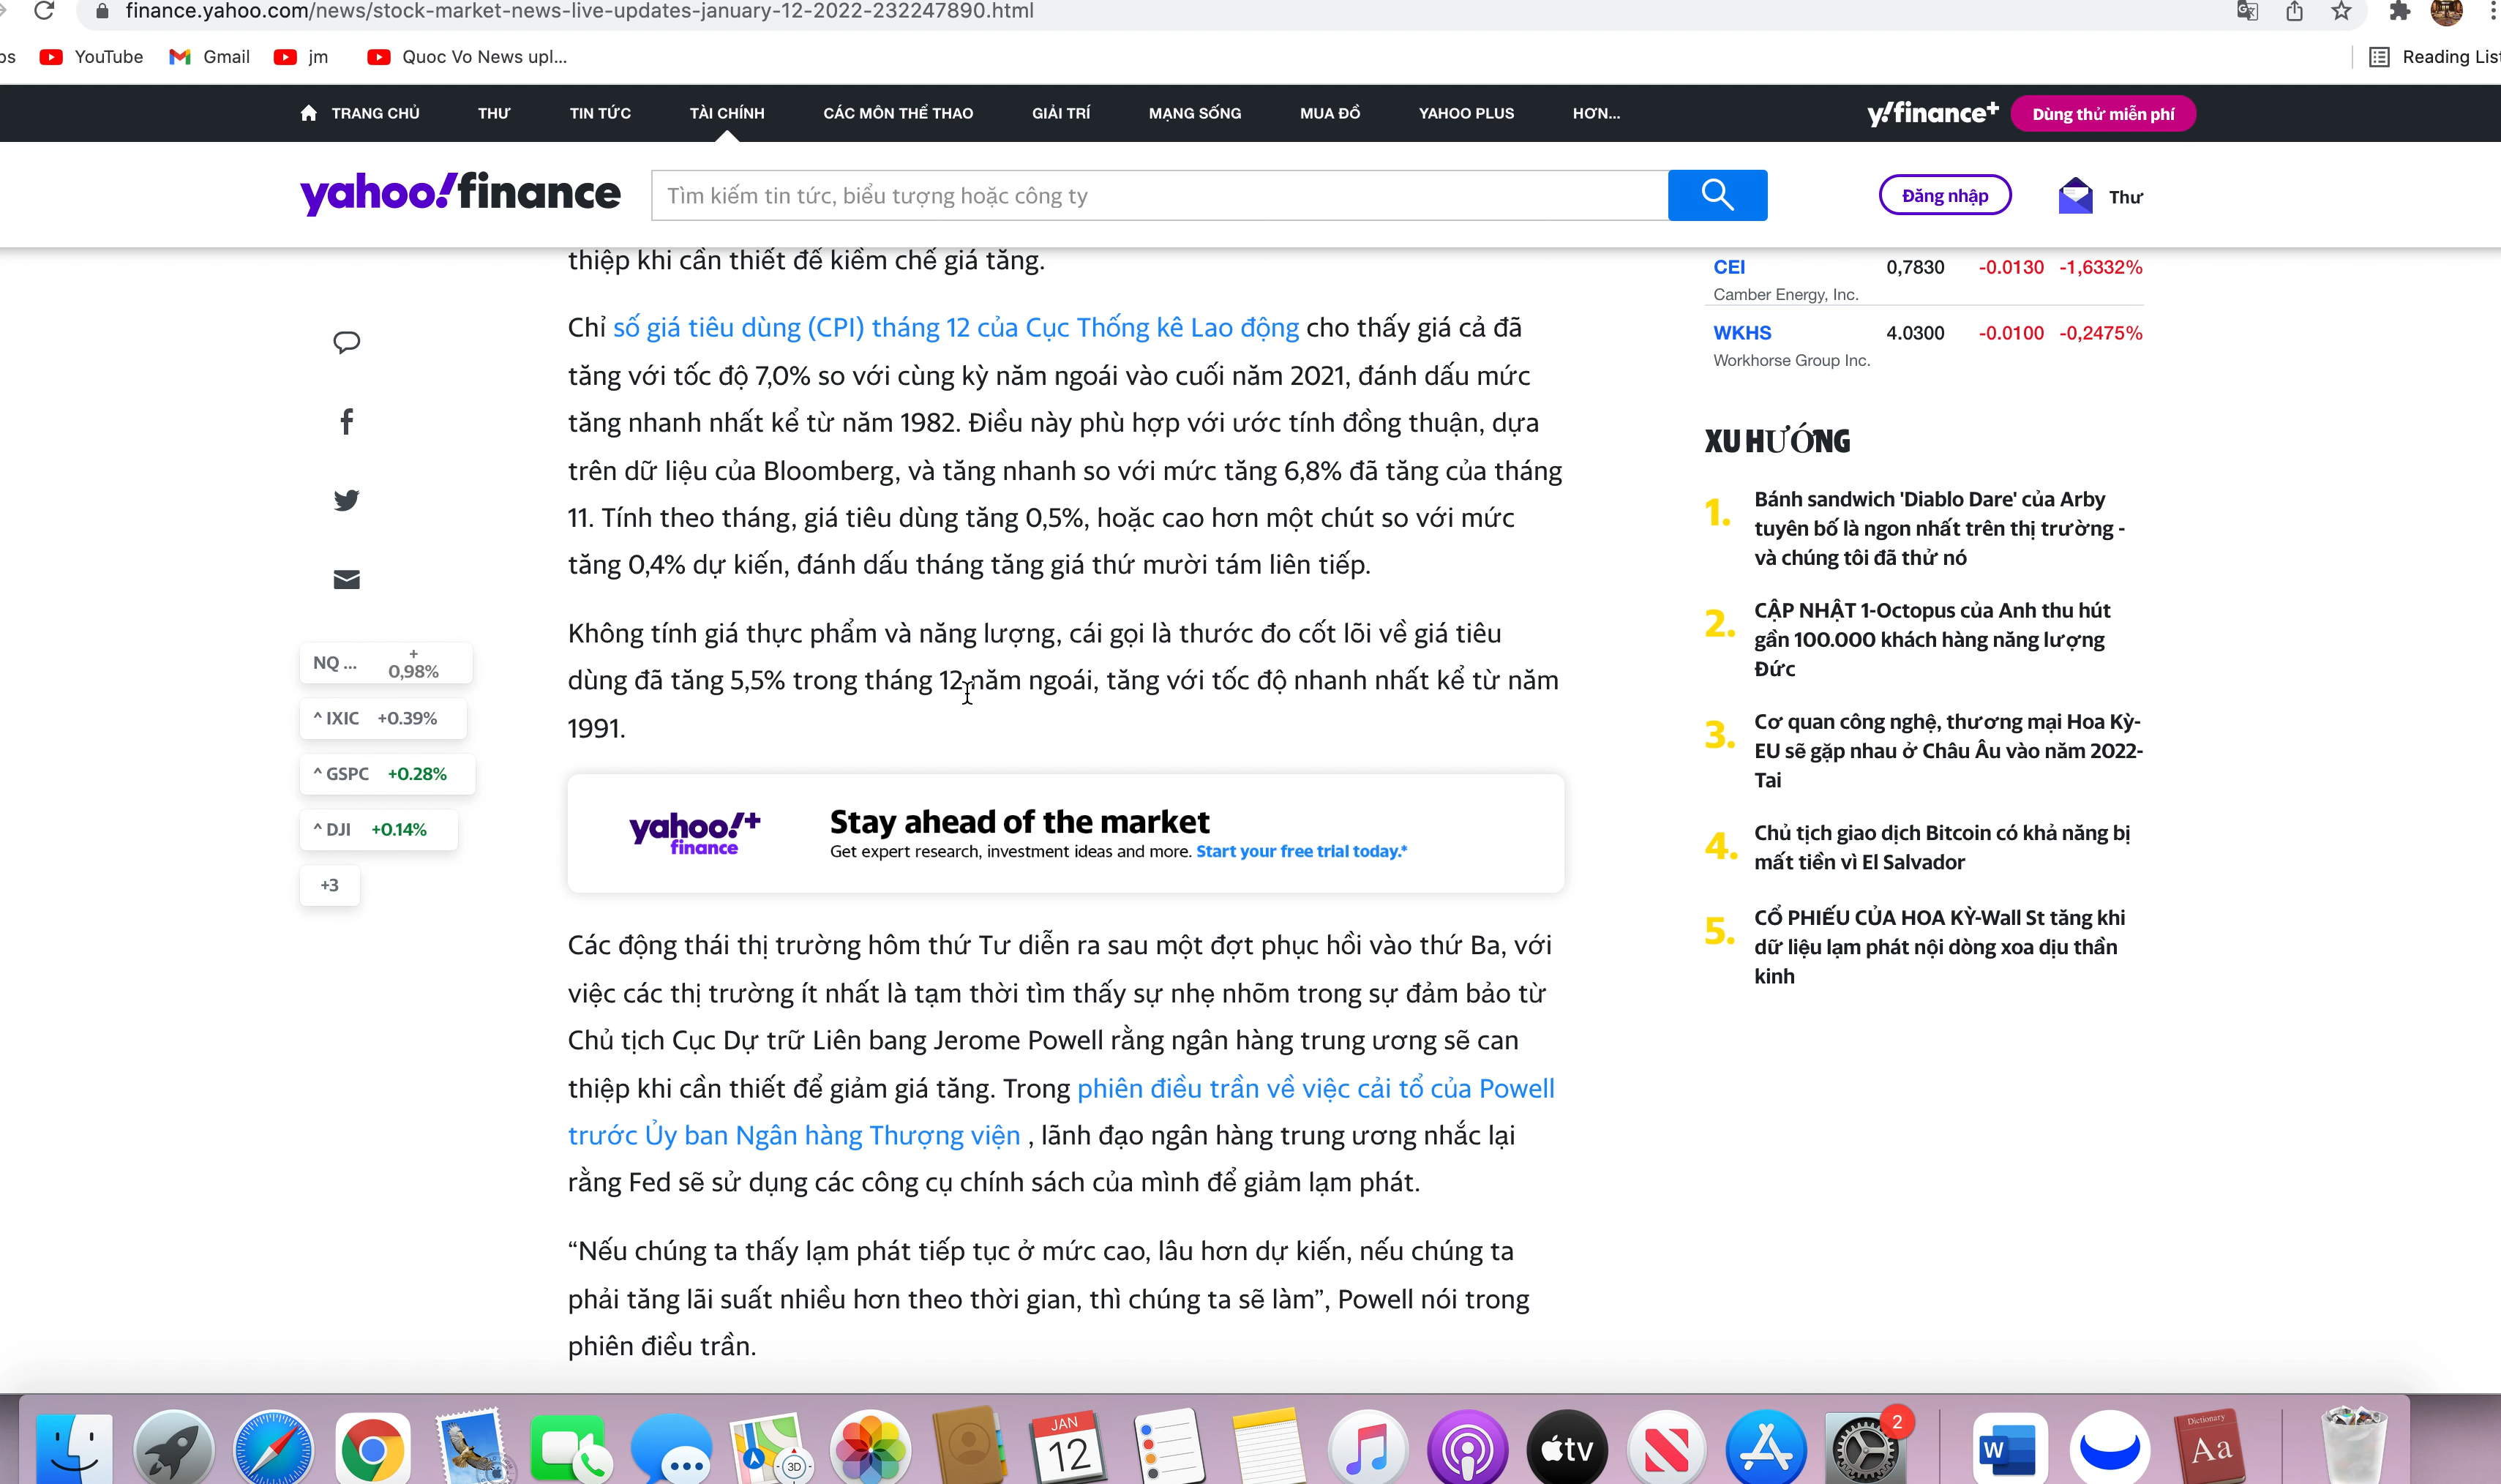 finance.yahoo.com/news/stock-market-news-live-updates-january-12-2022-232247890.html
YouTube
Gmail
jm
Quoc Vo News upl...
Reading List
TRANG CHỦ
THƯ
TIN TỨC
TÀI CHÍNH
CÁC MÔN THỂ THAO
GIẢI TRÍ
MẠNG SỐNG
MUA ĐỒ
YAHOO PLUS
HƠN...
y!finance+
Dùng thử miễn phí
yahoo!finance
Tìm kiếm tin tức, biểu tượng hoặc công ty
Đăng nhập
Thư
thiệp khi cần thiết để kiềm chế giá tăng.
Chỉ số giá tiêu dùng (CPI) tháng 12 của Cục Thống kê Lao động cho thấy giá cả đã
tăng với tốc độ 7,0% so với cùng kỳ năm ngoái vào cuối năm 2021, đánh dấu mức
tăng nhanh nhất kể từ năm 1982. Điều này phù hợp với ước tính đồng thuận, dựa
trên dữ liệu của Bloomberg, và tăng nhanh so với mức tăng 6,8% đã tăng của tháng
11. Tính theo tháng, giá tiêu dùng tăng 0,5%, hoặc cao hơn một chút so với mức
tăng 0,4% dự kiến, đánh dấu tháng tăng giá thứ mười tám liên tiếp.
Không tính giá thực phẩm và năng lượng, cái gọi là thước đo cốt lõi về giá tiêu
dùng đã tăng 5,5% trong tháng 12 năm ngoái, tăng với tốc độ nhanh nhất kể từ năm
1991.
NQ ... + 0,98%
^ IXIC +0.39%
^ GSPC +0.28%
^ DJI +0.14%
+3
yahoo!+ finance
Stay ahead of the market
Get expert research, investment ideas and more. Start your free trial today.*
Các động thái thị trường hôm thứ Tư diễn ra sau một đợt phục hồi vào thứ Ba, với
việc các thị trường ít nhất là tạm thời tìm thấy sự nhẹ nhõm trong sự đảm bảo từ
Chủ tịch Cục Dự trữ Liên bang Jerome Powell rằng ngân hàng trung ương sẽ can
thiệp khi cần thiết để giảm giá tăng. Trong phiên điều trần về việc cải tổ của Powell
trước Ủy ban Ngân hàng Thượng viện , lãnh đạo ngân hàng trung ương nhắc lại
rằng Fed sẽ sử dụng các công cụ chính sách của mình để giảm lạm phát.
“Nếu chúng ta thấy lạm phát tiếp tục ở mức cao, lâu hơn dự kiến, nếu chúng ta
phải tăng lãi suất nhiều hơn theo thời gian, thì chúng ta sẽ làm”, Powell nói trong
phiên điều trần.
CEI 0,7830 -0.0130 -1,6332%
Camber Energy, Inc.
WKHS 4.0300 -0.0100 -0,2475%
Workhorse Group Inc.
XU HƯỚNG
1. Bánh sandwich 'Diablo Dare' của Arby
tuyên bố là ngon nhất trên thị trường -
và chúng tôi đã thử nó
2. CẬP NHẬT 1-Octopus của Anh thu hút
gần 100.000 khách hàng năng lượng
Đức
3. Cơ quan công nghệ, thương mại Hoa Kỳ-
EU sẽ gặp nhau ở Châu Âu vào năm 2022-
Tai
4. Chủ tịch giao dịch Bitcoin có khả năng bị
mất tiền vì El Salvador
5. CỔ PHIẾU CỦA HOA KỲ-Wall St tăng khi
dữ liệu lạm phát nội dòng xoa dịu thần
kinh
3D
JAN
12
tv
2
W
Dictionary
Aa